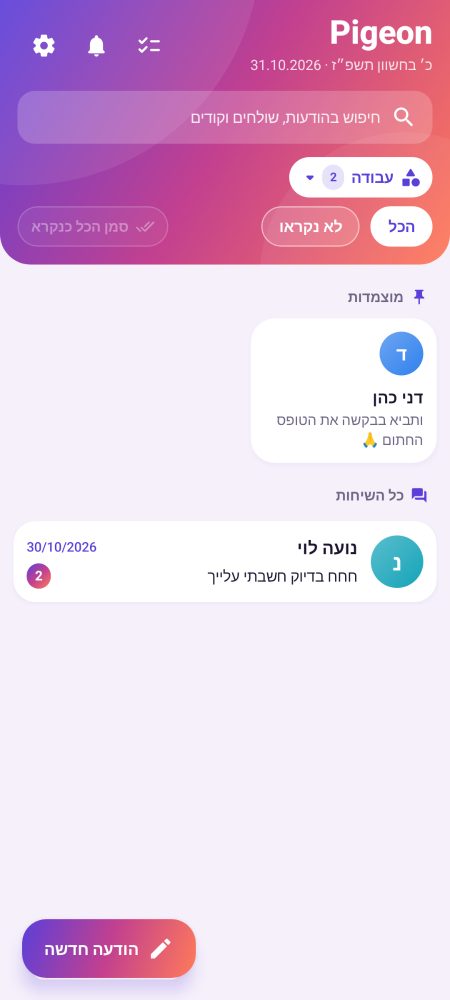 Pigeon
כ׳ בחשוון תשפ״ז · 31.10.2026
חיפוש בהודעות, שולחים וקודים
עבודה 2
הכל
לא נקראו
סמן הכל כנקרא
מוצמדות
ד
דני כהן
ותביא בבקשה את הטופס
החתום 🙏
כל השיחות
נ
נועה לוי
30/10/2026
חחח בדיוק חשבתי עלייך
2
הודעה חדשה